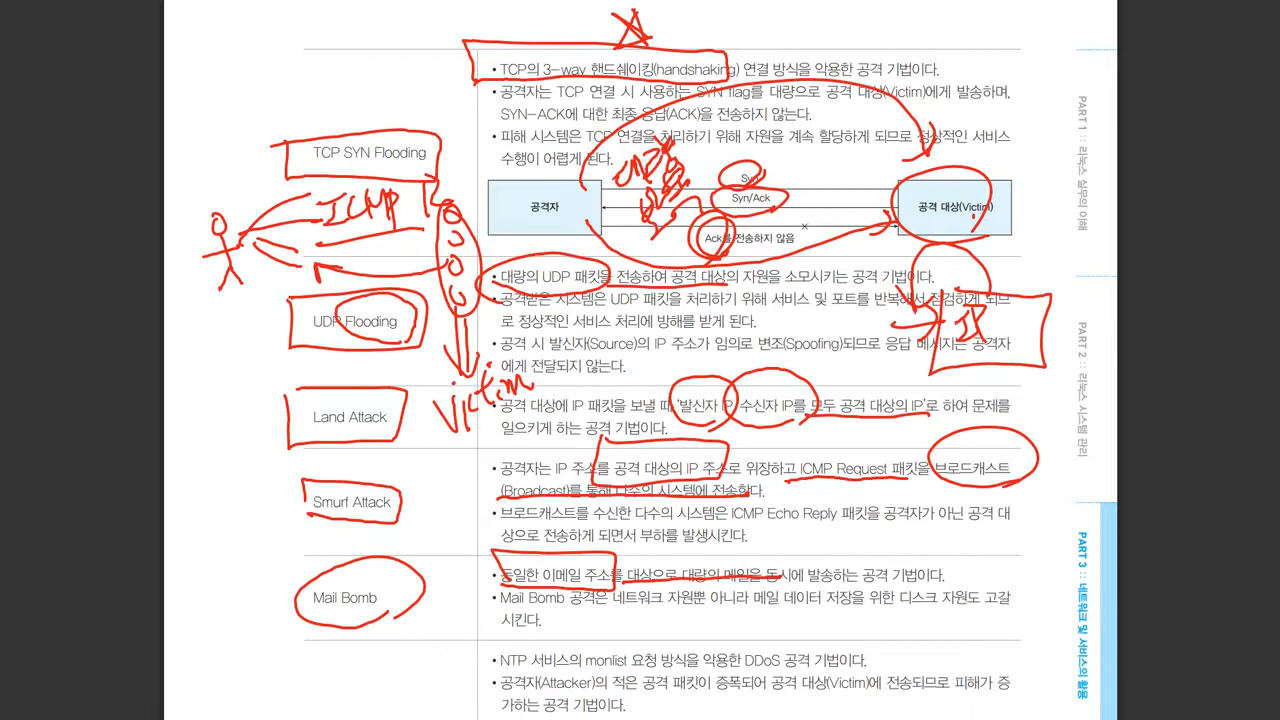 • TCP의 3-way 핸드쉐이킹(handshaking) 연결 방식을 악용한 공격 기법이다.
• 공격자는 TCP 연결 시 사용하는 SYN flag를 대량으로 공격 대상(Victim)에게 발송하며,
SYN-ACK에 대한 최종 응답(ACK)을 전송하지 않는다.
• 피해 시스템은 TCP 연결을 처리하기 위해 자원을 계속 할당하게 되므로 정상적인 서비스
수행이 어렵게 된다.
TCP SYN Flooding
ICMP
Syn
Syn/Ack
공격자
공격 대상(Victim)
Ack를 전송하지 않음
• 대량의 UDP 패킷을 전송하여 공격 대상의 자원을 소모시키는 공격 기법이다.
• 공격받은 시스템은 UDP 패킷을 처리하기 위해 서비스 및 포트를 반복해서 점검하게 되므
로 정상적인 서비스 처리에 방해를 받게 된다.
UDP Flooding
IP
• 공격 시 발신자(Source)의 IP 주소가 임의로 변조(Spoofing)되므로 응답 메시지는 공격자
에게 전달되지 않는다.
Victim
Land Attack
• 공격 대상에 IP 패킷을 보낼 때 '발신자 IP, 수신자 IP를 모두 공격 대상의 IP'로 하여 문제를
일으키게 하는 공격 기법이다.
Smurf Attack
• 공격자는 IP 주소를 공격 대상의 IP 주소로 위장하고 ICMP Request 패킷을 브로드캐스트
(Broadcast)를 통해 다수의 시스템에 전송한다.
• 브로드캐스트를 수신한 다수의 시스템은 ICMP Echo Reply 패킷을 공격자가 아닌 공격 대
상으로 전송하게 되면서 부하를 발생시킨다.
Mail Bomb
• 동일한 이메일 주소를 대상으로 대량의 메일을 동시에 발송하는 공격 기법이다.
• Mail Bomb 공격은 네트워크 자원뿐 아니라 메일 데이터 저장을 위한 디스크 자원도 고갈
시킨다.
• NTP 서버스의 monlist 요청 방식을 악용한 DDoS 공격 기법이다.
• 공격자(Attacker)의 적은 공격 패킷이 증폭되어 공격 대상(Victim)에 전송되므로 피해가 증
가하는 공격 기법이다.
PART 1 :: 리눅스 실무의 이해
PART 2 :: 리눅스 시스템 관리
PART 3 :: 네트워크 및 서비스의 활용